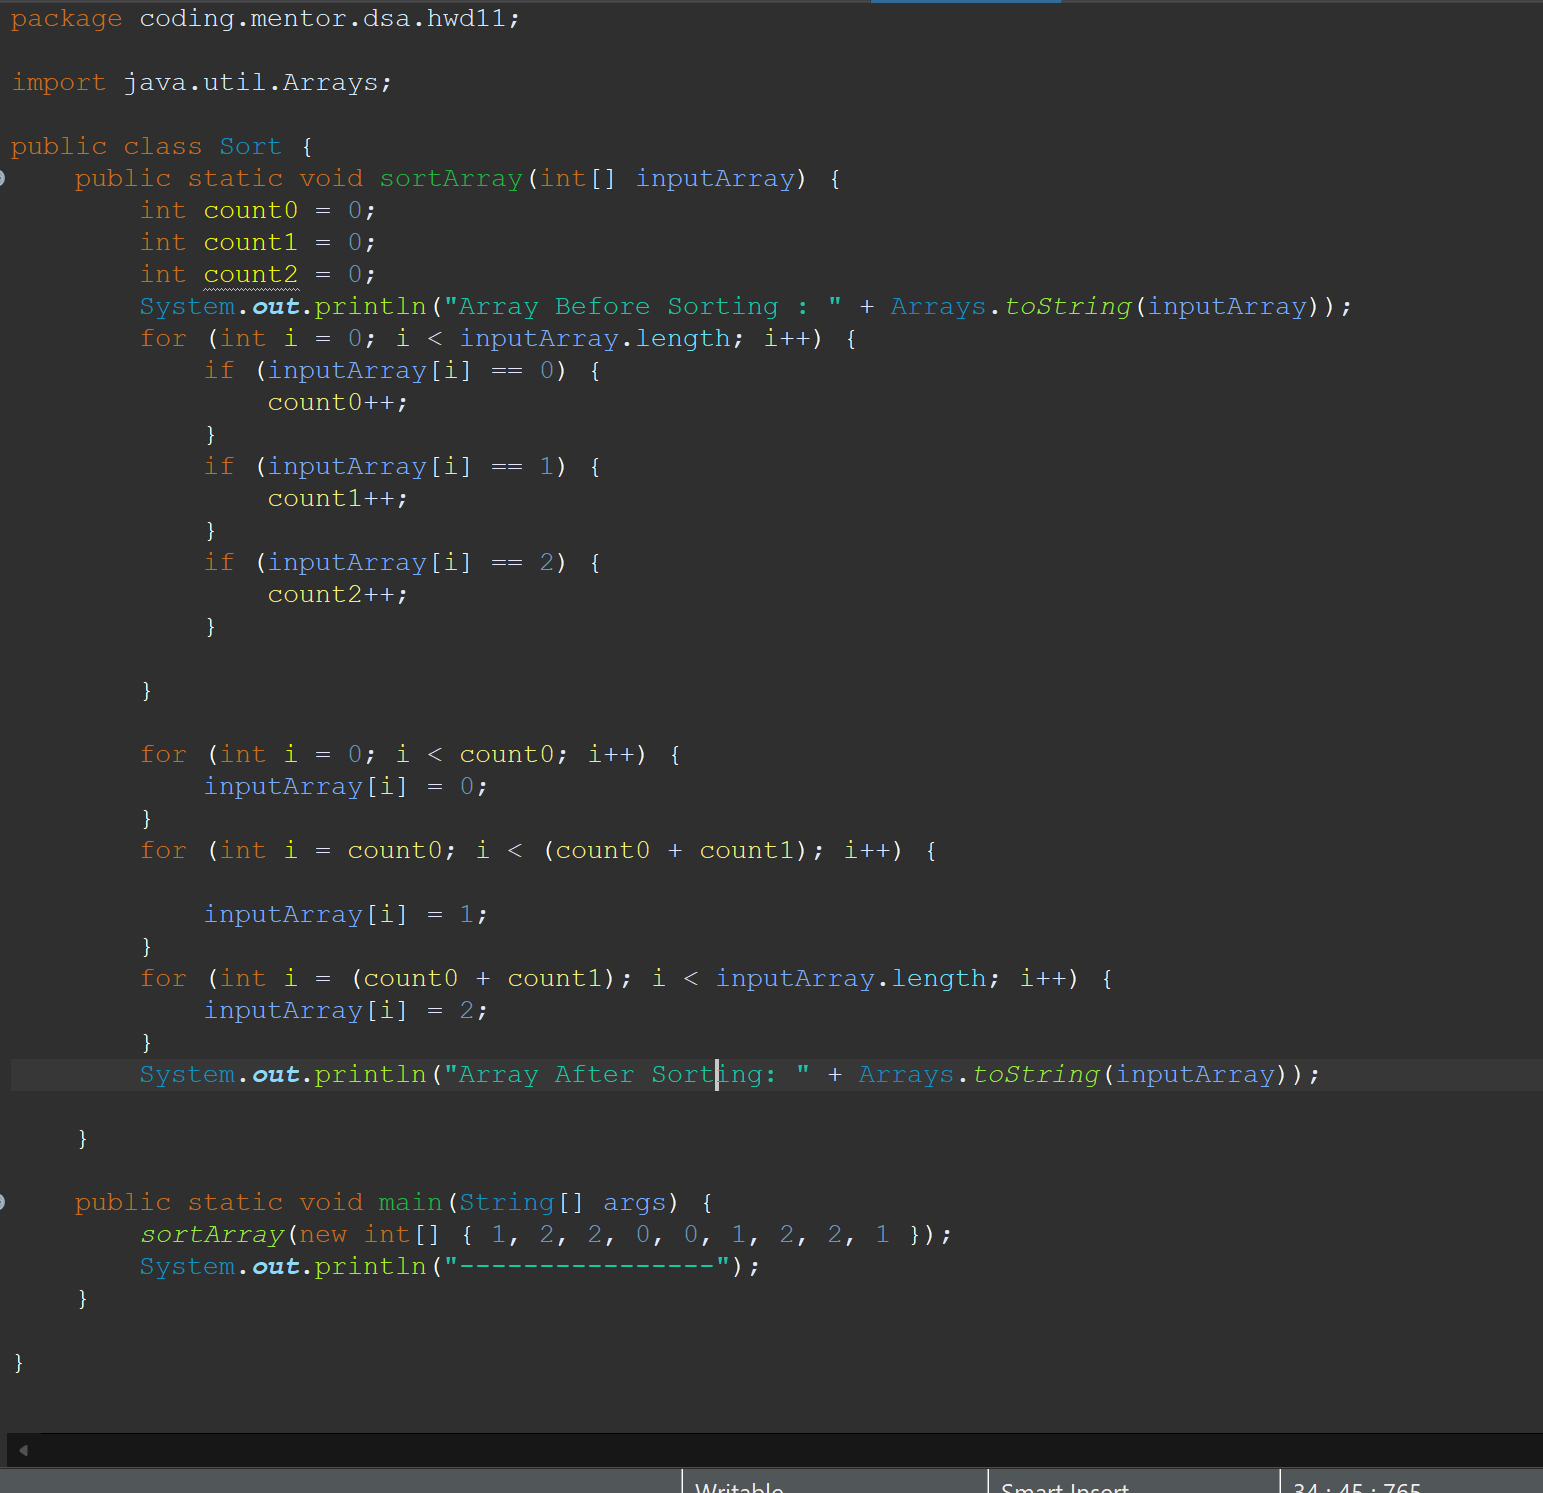 package coding.mentor.dsa.hwd11;
import java.util.Arrays;
public class Sort {
    public static void sortArray(int[] inputArray) {
        int count0 = 0;
        int count1 = 0;
        int count2 = 0;
        System.out.println("Array Before Sorting : " + Arrays.toString(inputArray));
        for (int i = 0; i < inputArray.length; i++) {
            if (inputArray[i] == 0) {
                count0++;
            }
            if (inputArray[i] == 1) {
                count1++;
            }
            if (inputArray[i] == 2) {
                count2++;
            }
        }
        for (int i = 0; i < count0; i++) {
            inputArray[i] = 0;
        }
        for (int i = count0; i < (count0 + count1); i++) {
            inputArray[i] = 1;
        }
        for (int i = (count0 + count1); i < inputArray.length; i++) {
            inputArray[i] = 2;
        }
        System.out.println("Array After Sorting: " + Arrays.toString(inputArray));
    }
    public static void main(String[] args) {
        sortArray(new int[] { 1, 2, 2, 0, 0, 1, 2, 2, 1 });
        System.out.println("----------------");
    }
}
Writable Smart Insert 34 : 45 : 765